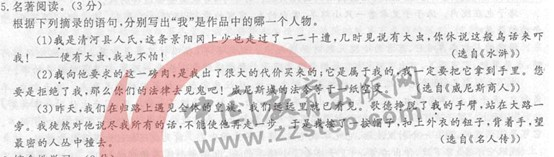 5.名著阅读。(3 分)
根据下列摘录的语句,分别写出“我”是作品中的哪一个人物。
(1)我是清河县人氏,这条景阳冈上少也走过了一二十遭,几时见说有大虫,你休说这般鸟话来吓
我!——便有大虫,我也不怕! (选自《水浒》)
(2)我向他要求的这一磅肉,是我出了很大的代价买来的;它是属于我的,我一定要把它拿到手里。您
要是拒绝了我,那么你们的法律去见鬼吧!威尼斯城的法令等于一纸空文。 (选自《威尼斯商人》)
(3)昨天,我们在归路上遇见全体的皇族。我们远远里就已看见。歌德挣脱了我的手臂,站在大路一
旁。我徒然对他说尽我所有的话,不能使他再走一步。于是我按了一按帽子,扣上外衣的钮子,背着手,望
最密的人丛中撞去。 (选自《名人传》)
www.zzstep.com